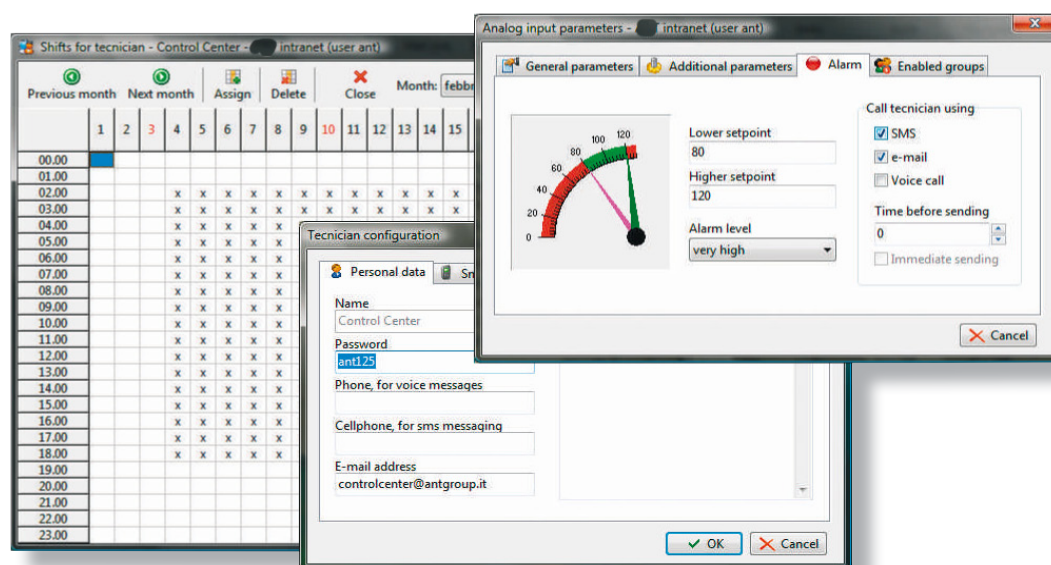 Shifts for tecnician - Control Center - intranet (user ant)
Previous month Next month Assign Delete Close Month:
1 2 3 4 5 6 7 8 9 10 11 12 13 14 15
00.00
01.00
02.00 x x x x x x x x x x x x
03.00 x x x x x x x x x x x x
04.00 x x x x x
05.00 x x x x x
06.00 x x x x x
07.00 x x x x x
08.00 x x x x x
09.00 x x x x x
10.00 x x x x x
11.00 x x x x x
12.00 x x x x x
13.00 x x x x x
14.00 x x x x x
15.00 x x x x x
16.00 x x x x x
17.00 x x x x x
18.00 x x x x x
19.00
20.00
21.00
22.00
23.00
Tecnician configuration
Personal data
Name
Control Center
Password
ant125
Phone, for voice messages
Cellphone, for sms messaging
E-mail address
controlcenter@antgroup.it
OK Cancel
Analog input parameters - intranet (user ant)
General parameters Additional parameters Alarm Enabled groups
0 20 40 60 80 100 120
Lower setpoint
80
Higher setpoint
120
Alarm level
very high
Call tecnician using
SMS
e-mail
Voice call
Time before sending
0
Immediate sending
Cancel